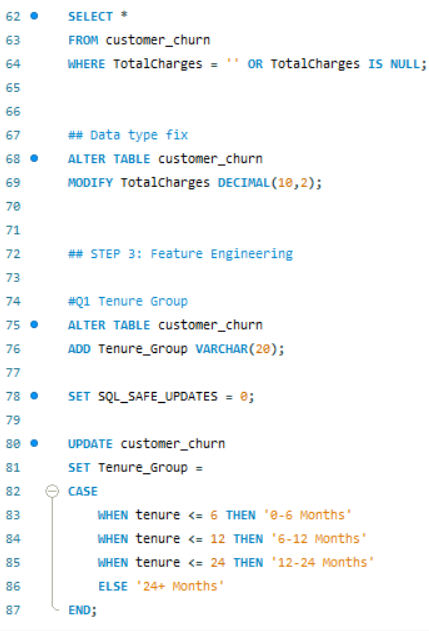 62 SELECT *
63 FROM customer_churn
64 WHERE TotalCharges = '' OR TotalCharges IS NULL;
65
66
67 ## Data type fix
68 ALTER TABLE customer_churn
69 MODIFY TotalCharges DECIMAL(10,2);
70
71
72 ## STEP 3: Feature Engineering
73
74 #Q1 Tenure Group
75 ALTER TABLE customer_churn
76 ADD Tenure_Group VARCHAR(20);
77
78 SET SQL_SAFE_UPDATES = 0;
79
80 UPDATE customer_churn
81 SET Tenure_Group =
82 CASE
83 WHEN tenure <= 6 THEN '0-6 Months'
84 WHEN tenure <= 12 THEN '6-12 Months'
85 WHEN tenure <= 24 THEN '12-24 Months'
86 ELSE '24+ Months'
87 END;